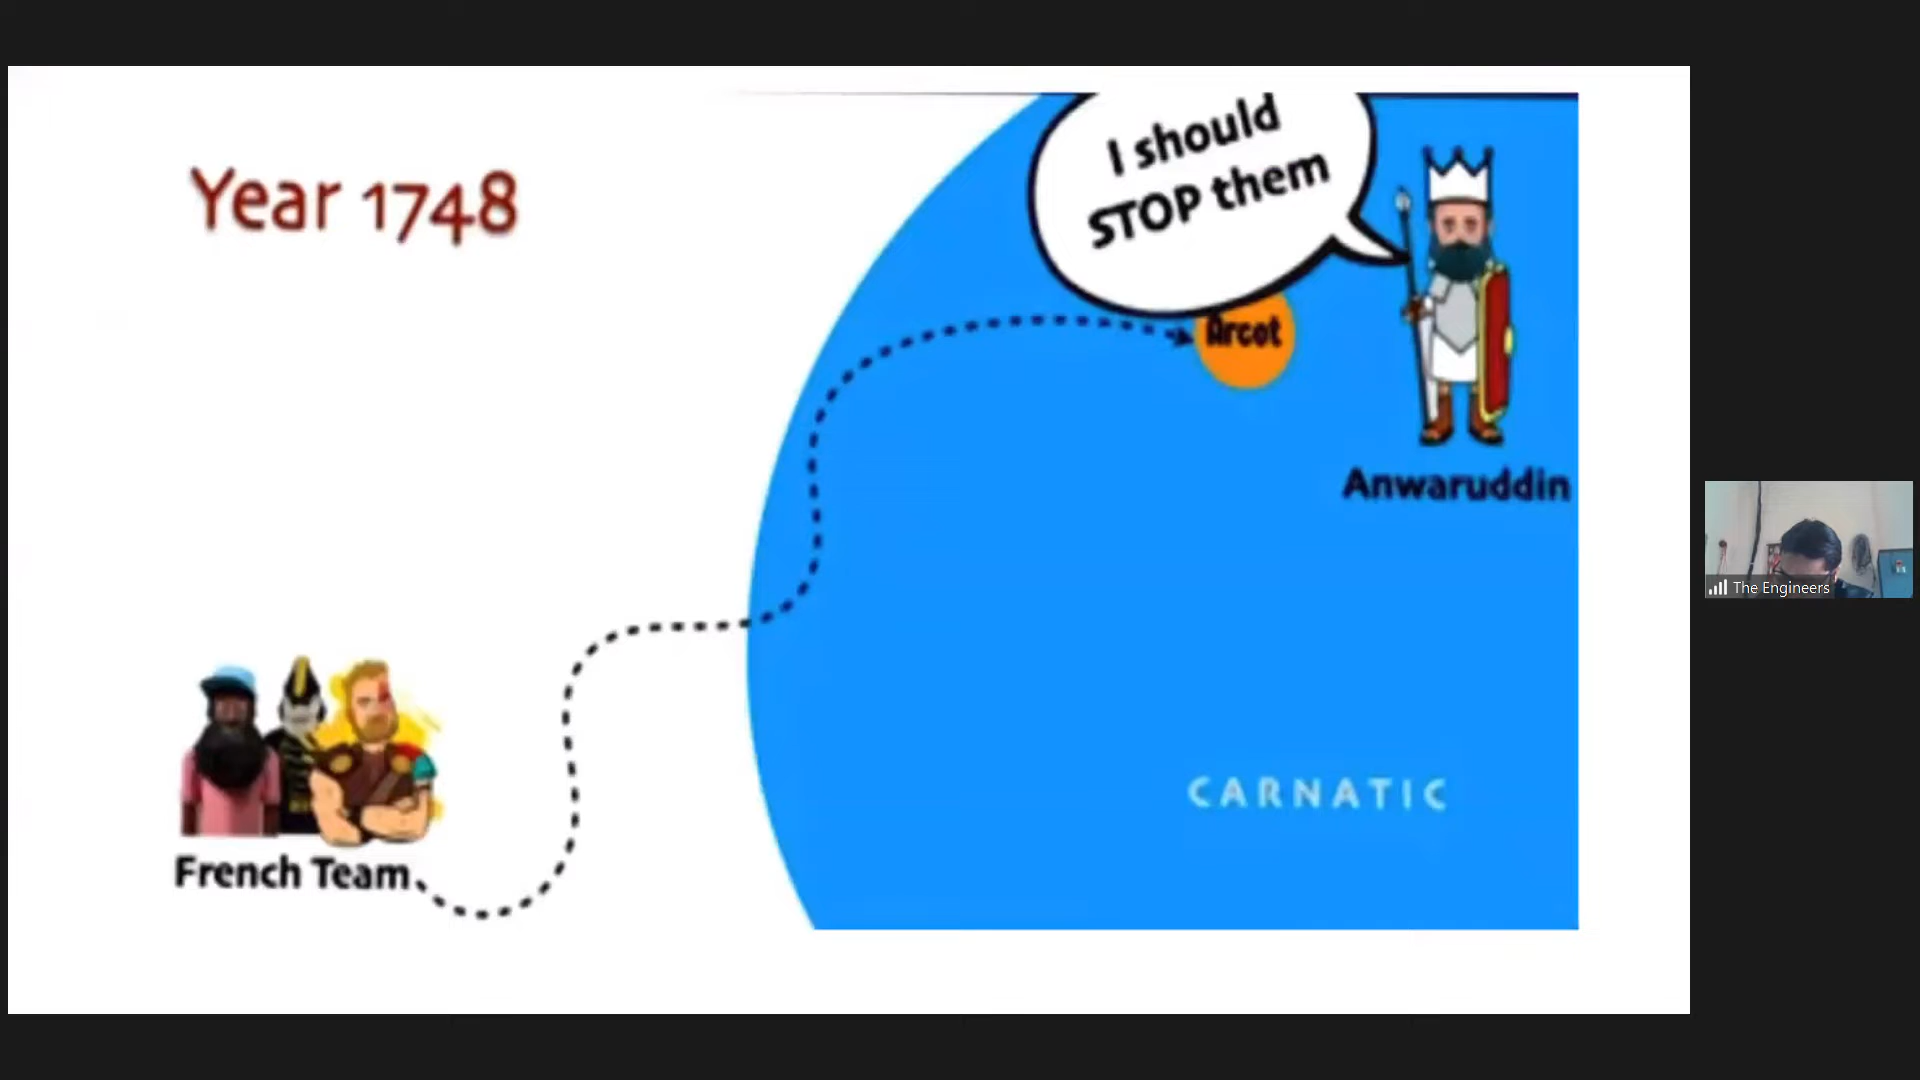 Year 1748
I should
STOP them
Arcot
Anwaruddin
CARNATIC
French Team
The Engineers